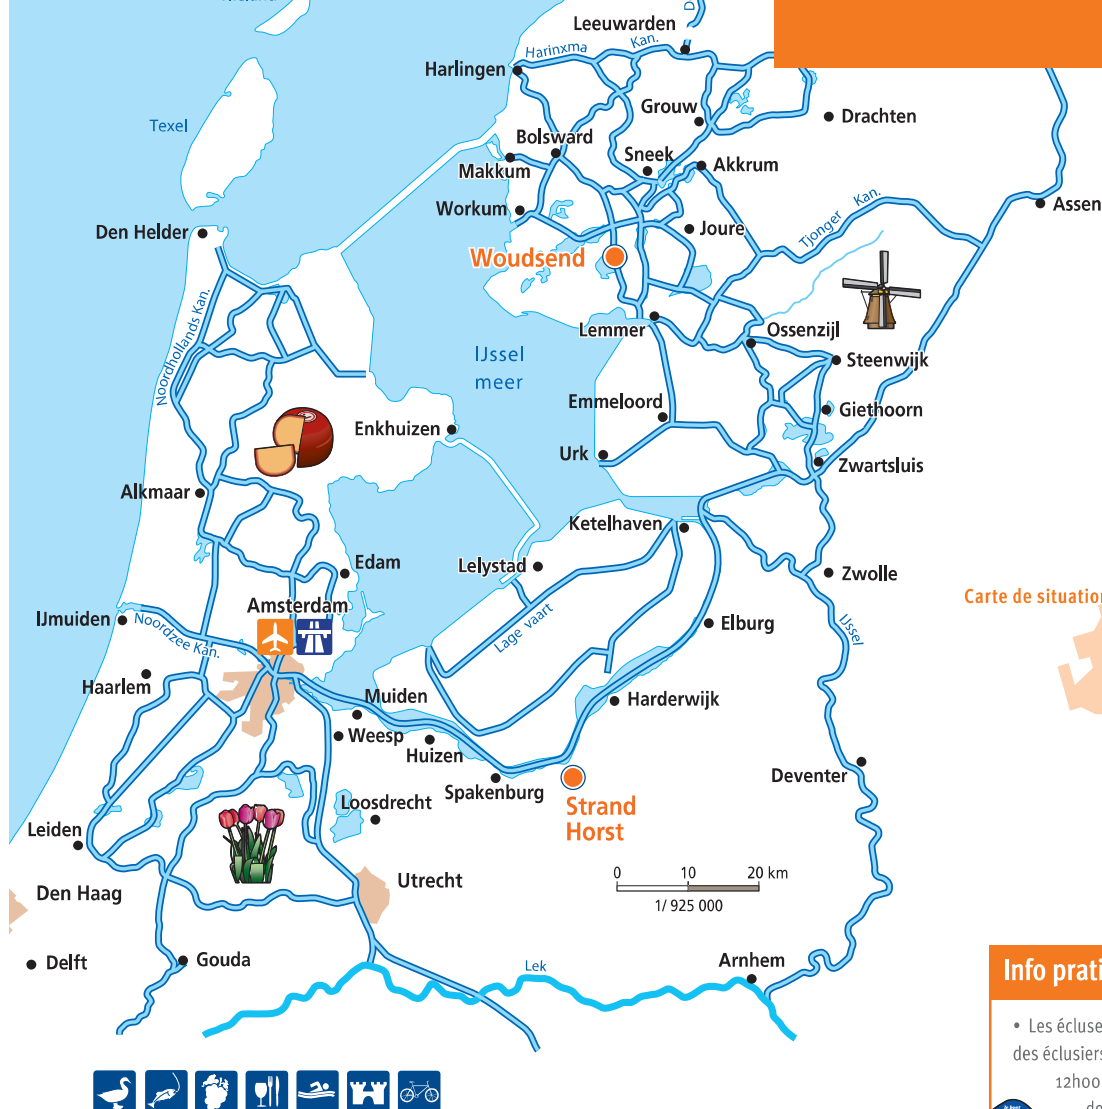 Leeuwarden
Harinxma
Kan.
Harlingen
Grouw
Drachten
Texel
Bolsward
Sneek
Makkum
Akkrum
Workum
Assen
Tjonger Kan.
Den Helder
Joure
Woudsend
Noordhollands Kan.
Lemmer
Ossenzijl
IJssel
meer
Steenwijk
Emmeloord
Giethoorn
Enkhuizen
Urk
Zwartsluis
Alkmaar
Ketelhaven
Edam
Lelystad
Zwolle
Amsterdam
Carte de situation
IJmuiden
Noordzee Kan.
Lage vaart
Elburg
IJssel
Haarlem
Muiden
Harderwijk
Weesp
Huizen
Deventer
Spakenburg
Loosdrecht
Strand
Horst
Leiden
0 10 20 km
1/ 925 000
Utrecht
Den Haag
Delft
Gouda
Lek
Arnhem
Info prati
• Les écluse
des éclusiers
12h00